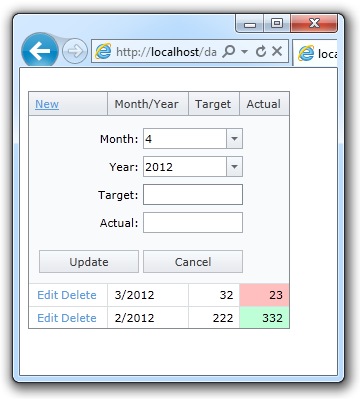 http://localhost/da
loca
New Month/Year Target Actual
Month: 4
Year: 2012
Target:
Actual:
Update Cancel
Edit Delete 3/2012 32 23
Edit Delete 2/2012 222 332